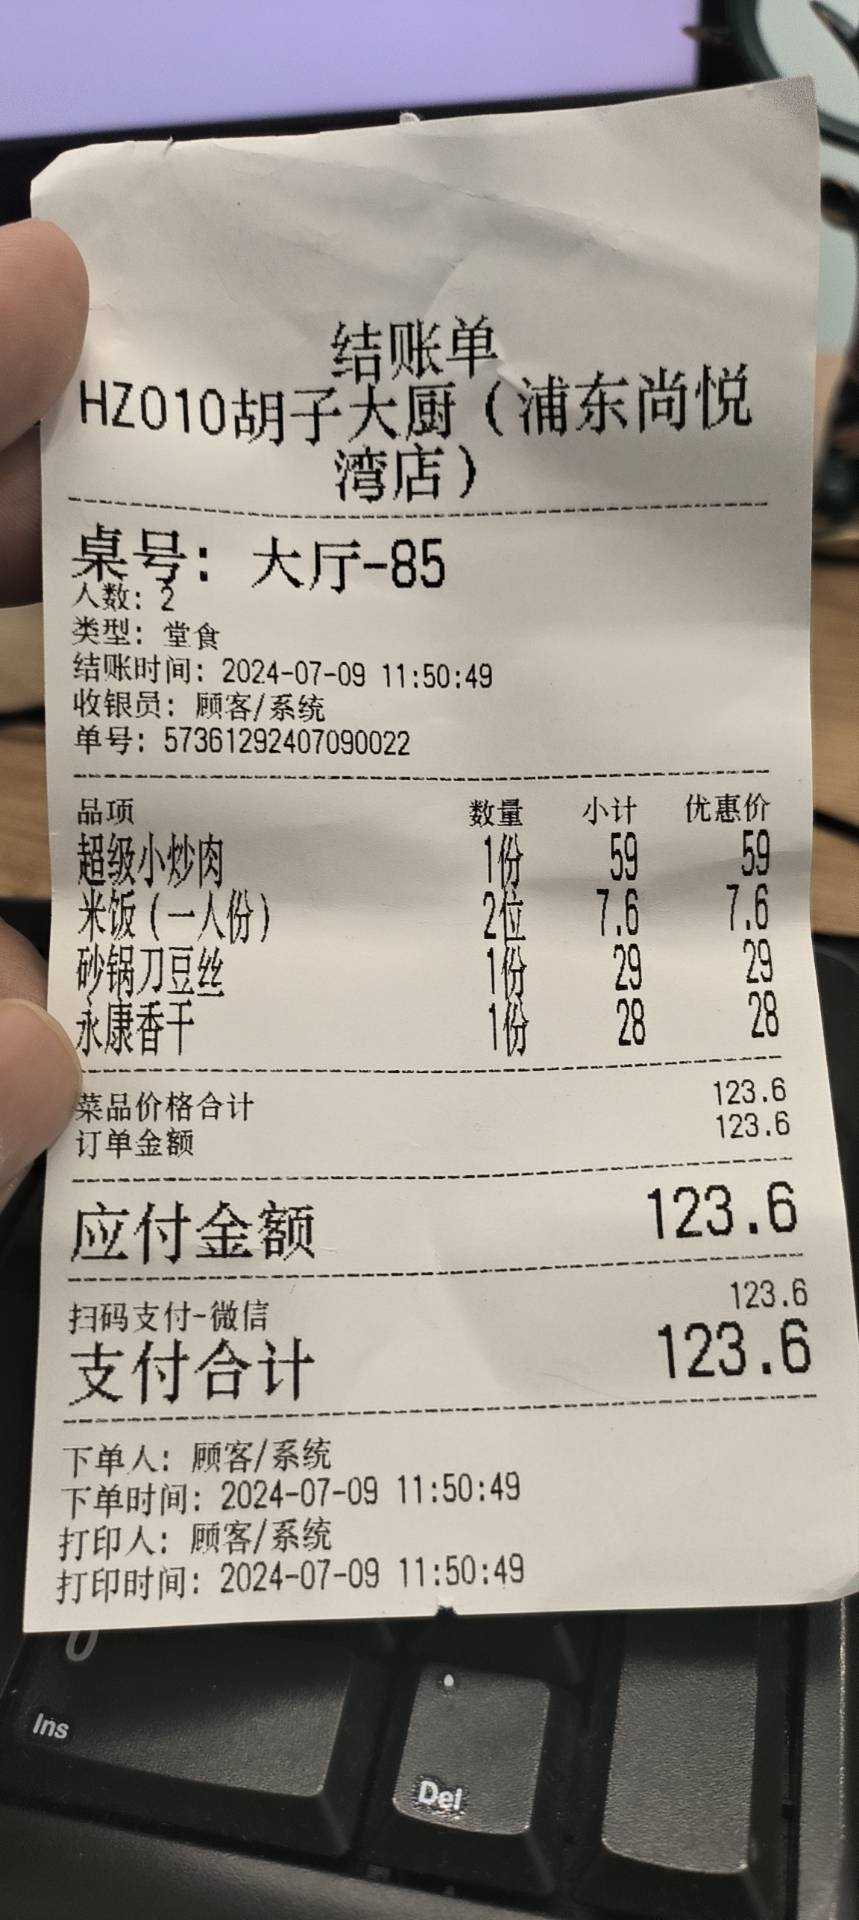 结账单
HZ010胡子大厨（浦东尚悦
湾店）
桌号：大厅-85
人数：2
类型：堂食
结账时间：2024-07-09 11:50:49
收银员：顾客/系统
单号：57361292407090022
品项 数量 小计 优惠价
超级小炒肉 1份 59 59
米饭（一人份） 2位 7.6 7.6
砂锅刀豆丝 1份 29 29
永康香干 1份 28 28
菜品价格合计 123.6
订单金额 123.6
应付金额 123.6
扫码支付-微信 123.6
支付合计 123.6
下单人：顾客/系统
下单时间：2024-07-09 11:50:49
打印人：顾客/系统
打印时间：2024-07-09 11:50:49
0
Ins
.
Del